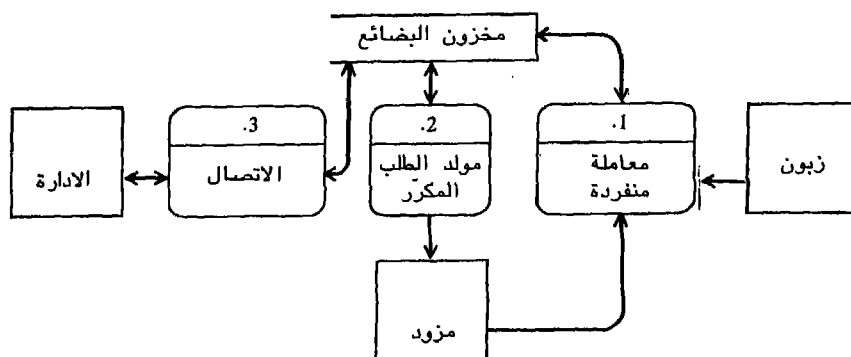 مخزون البضائع
.1
معاملة
منفردة
.2
مولد الطلب
المكرّر
.3
الاتصال
زبون
الادارة
مزود